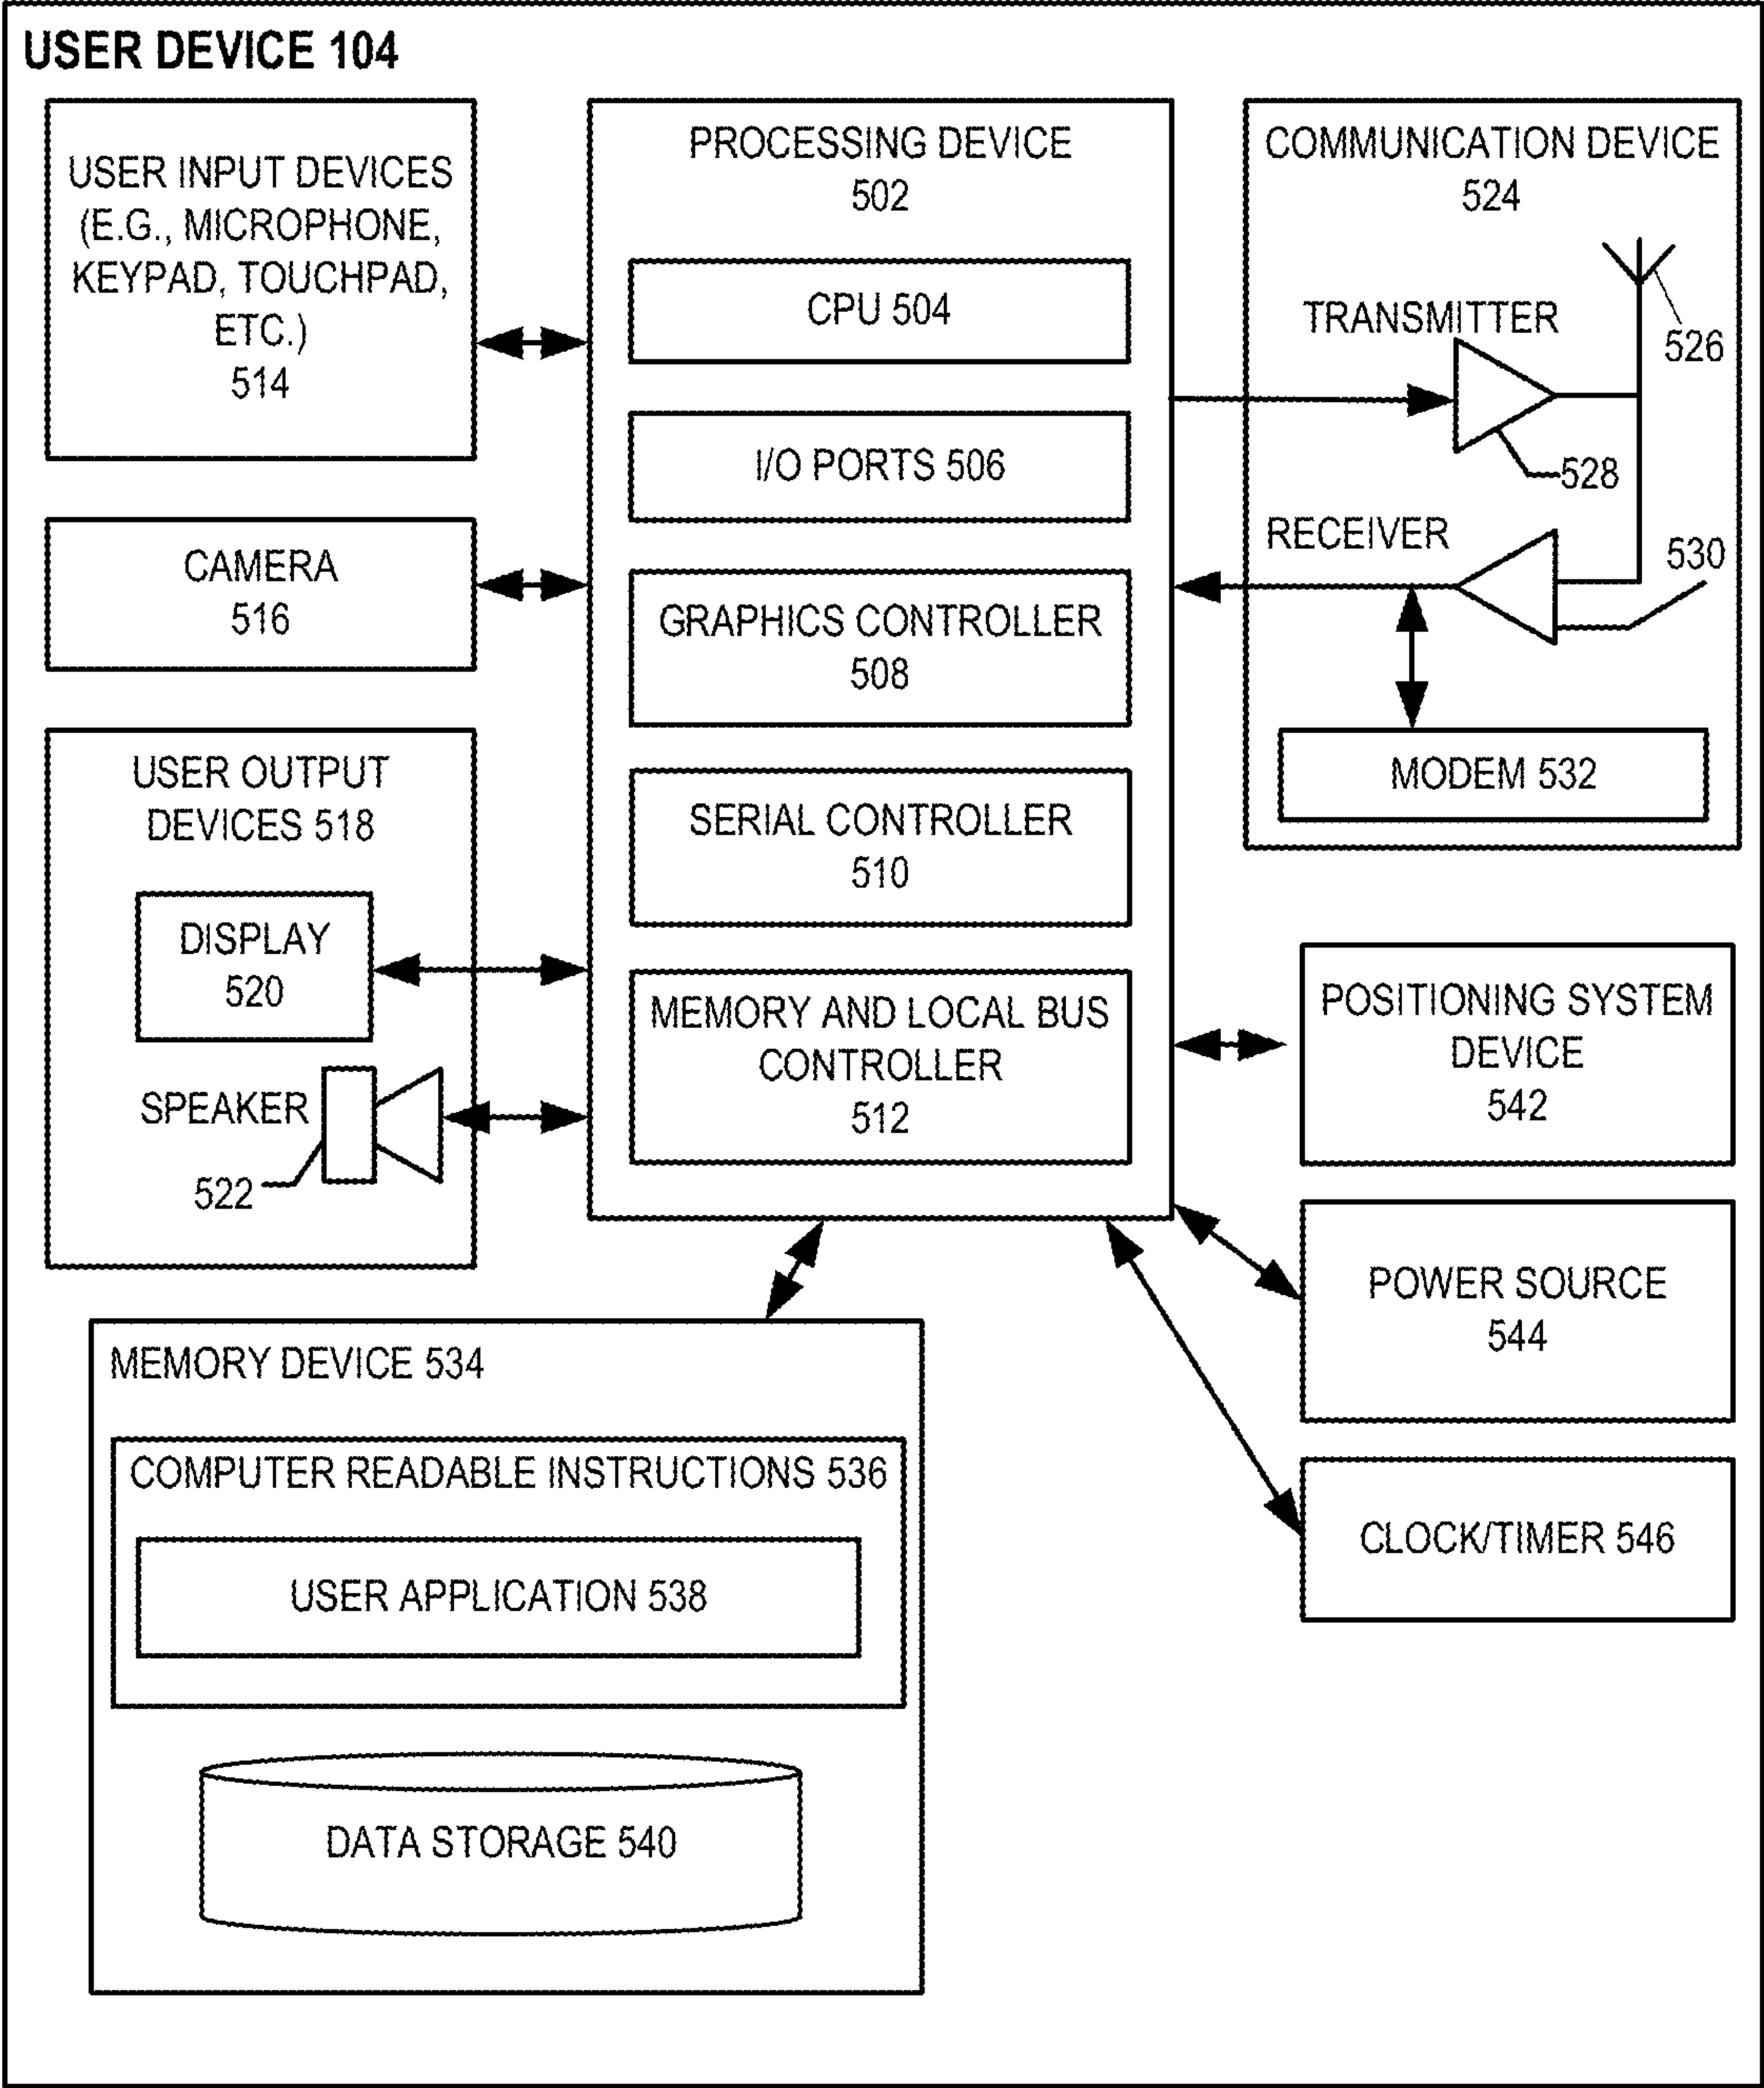 USER DEVICE 104
USER INPUT DEVICES
(E.G., MICROPHONE,
KEYPAD, TOUCHPAD,
ETC.)
514
CAMERA
516
USER OUTPUT
DEVICES 518
DISPLAY
520
SPEAKER
522
PROCESSING DEVICE
502
CPU 504
I/O PORTS 506
GRAPHICS CONTROLLER
508
SERIAL CONTROLLER
510
MEMORY AND LOCAL BUS
CONTROLLER
512
COMMUNICATION DEVICE
524
TRANSMITTER
526
528
RECEIVER
530
MODEM 532
POSITIONING SYSTEM
DEVICE
542
POWER SOURCE
544
CLOCK/TIMER 546
MEMORY DEVICE 534
COMPUTER READABLE INSTRUCTIONS 536
USER APPLICATION 538
DATA STORAGE 540